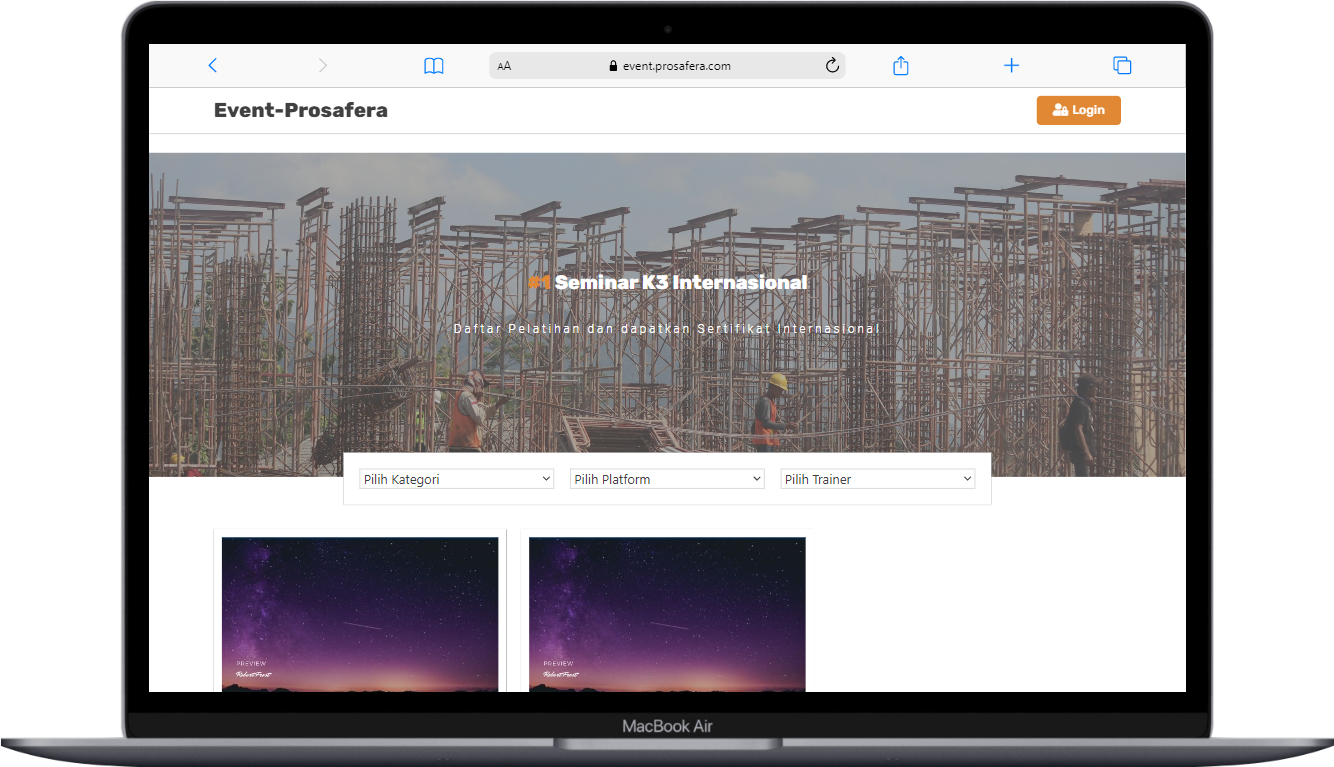 AA
event.prosafera.com
Event-Prosafera
Login
#1 Seminar K3 Internasional
Daftar Pelatihan dan dapatkan Sertifikat Internasional
Pilih Kategori
Pilih Platform
Pilih Trainer
PREVIEW
Robert Frost
PREVIEW
Robert Frost
MacBook Air